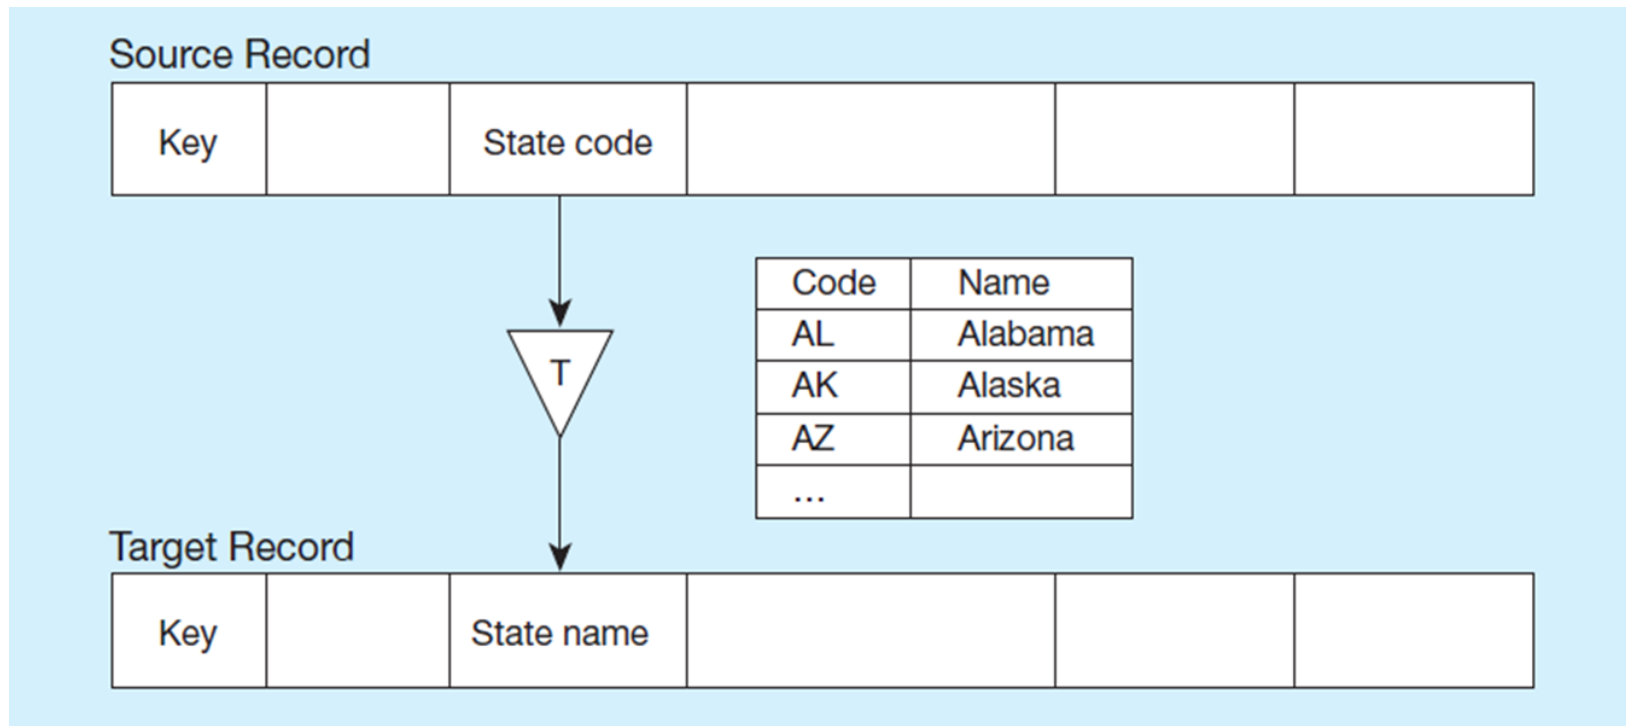 Source Record
Key State code
Code Name
AL Alabama
T
AK Alaska
AZ Arizona
...
Target Record
Key State name